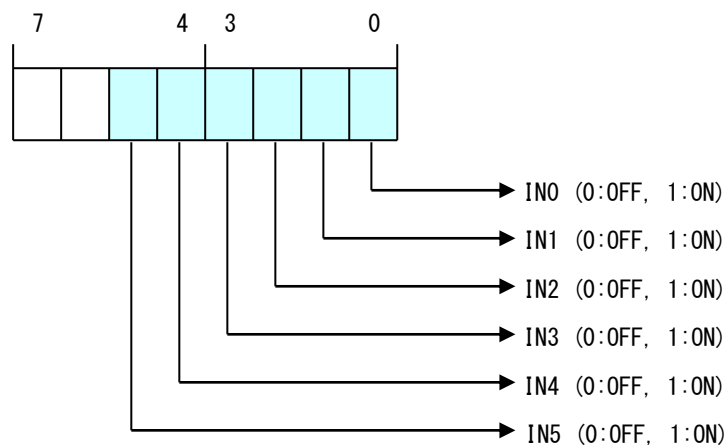 7 4 3 0
IN0 (0:OFF, 1:ON)
IN1 (0:OFF, 1:ON)
IN2 (0:OFF, 1:ON)
IN3 (0:OFF, 1:ON)
IN4 (0:OFF, 1:ON)
IN5 (0:OFF, 1:ON)